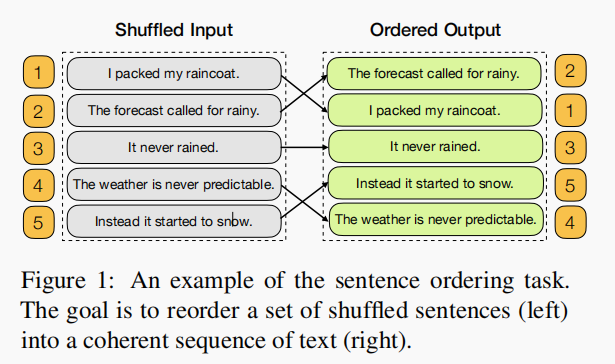 Shuffled Input Ordered Output
1 I packed my raincoat. The forecast called for rainy. 2
2 The forecast called for rainy. I packed my raincoat. 1
3 It never rained. It never rained. 3
4 The weather is never predictable. Instead it started to snow. 5
5 Instead it started to snow. The weather is never predictable. 4
Figure 1: An example of the sentence ordering task.
The goal is to reorder a set of shuffled sentences (left)
into a coherent sequence of text (right).